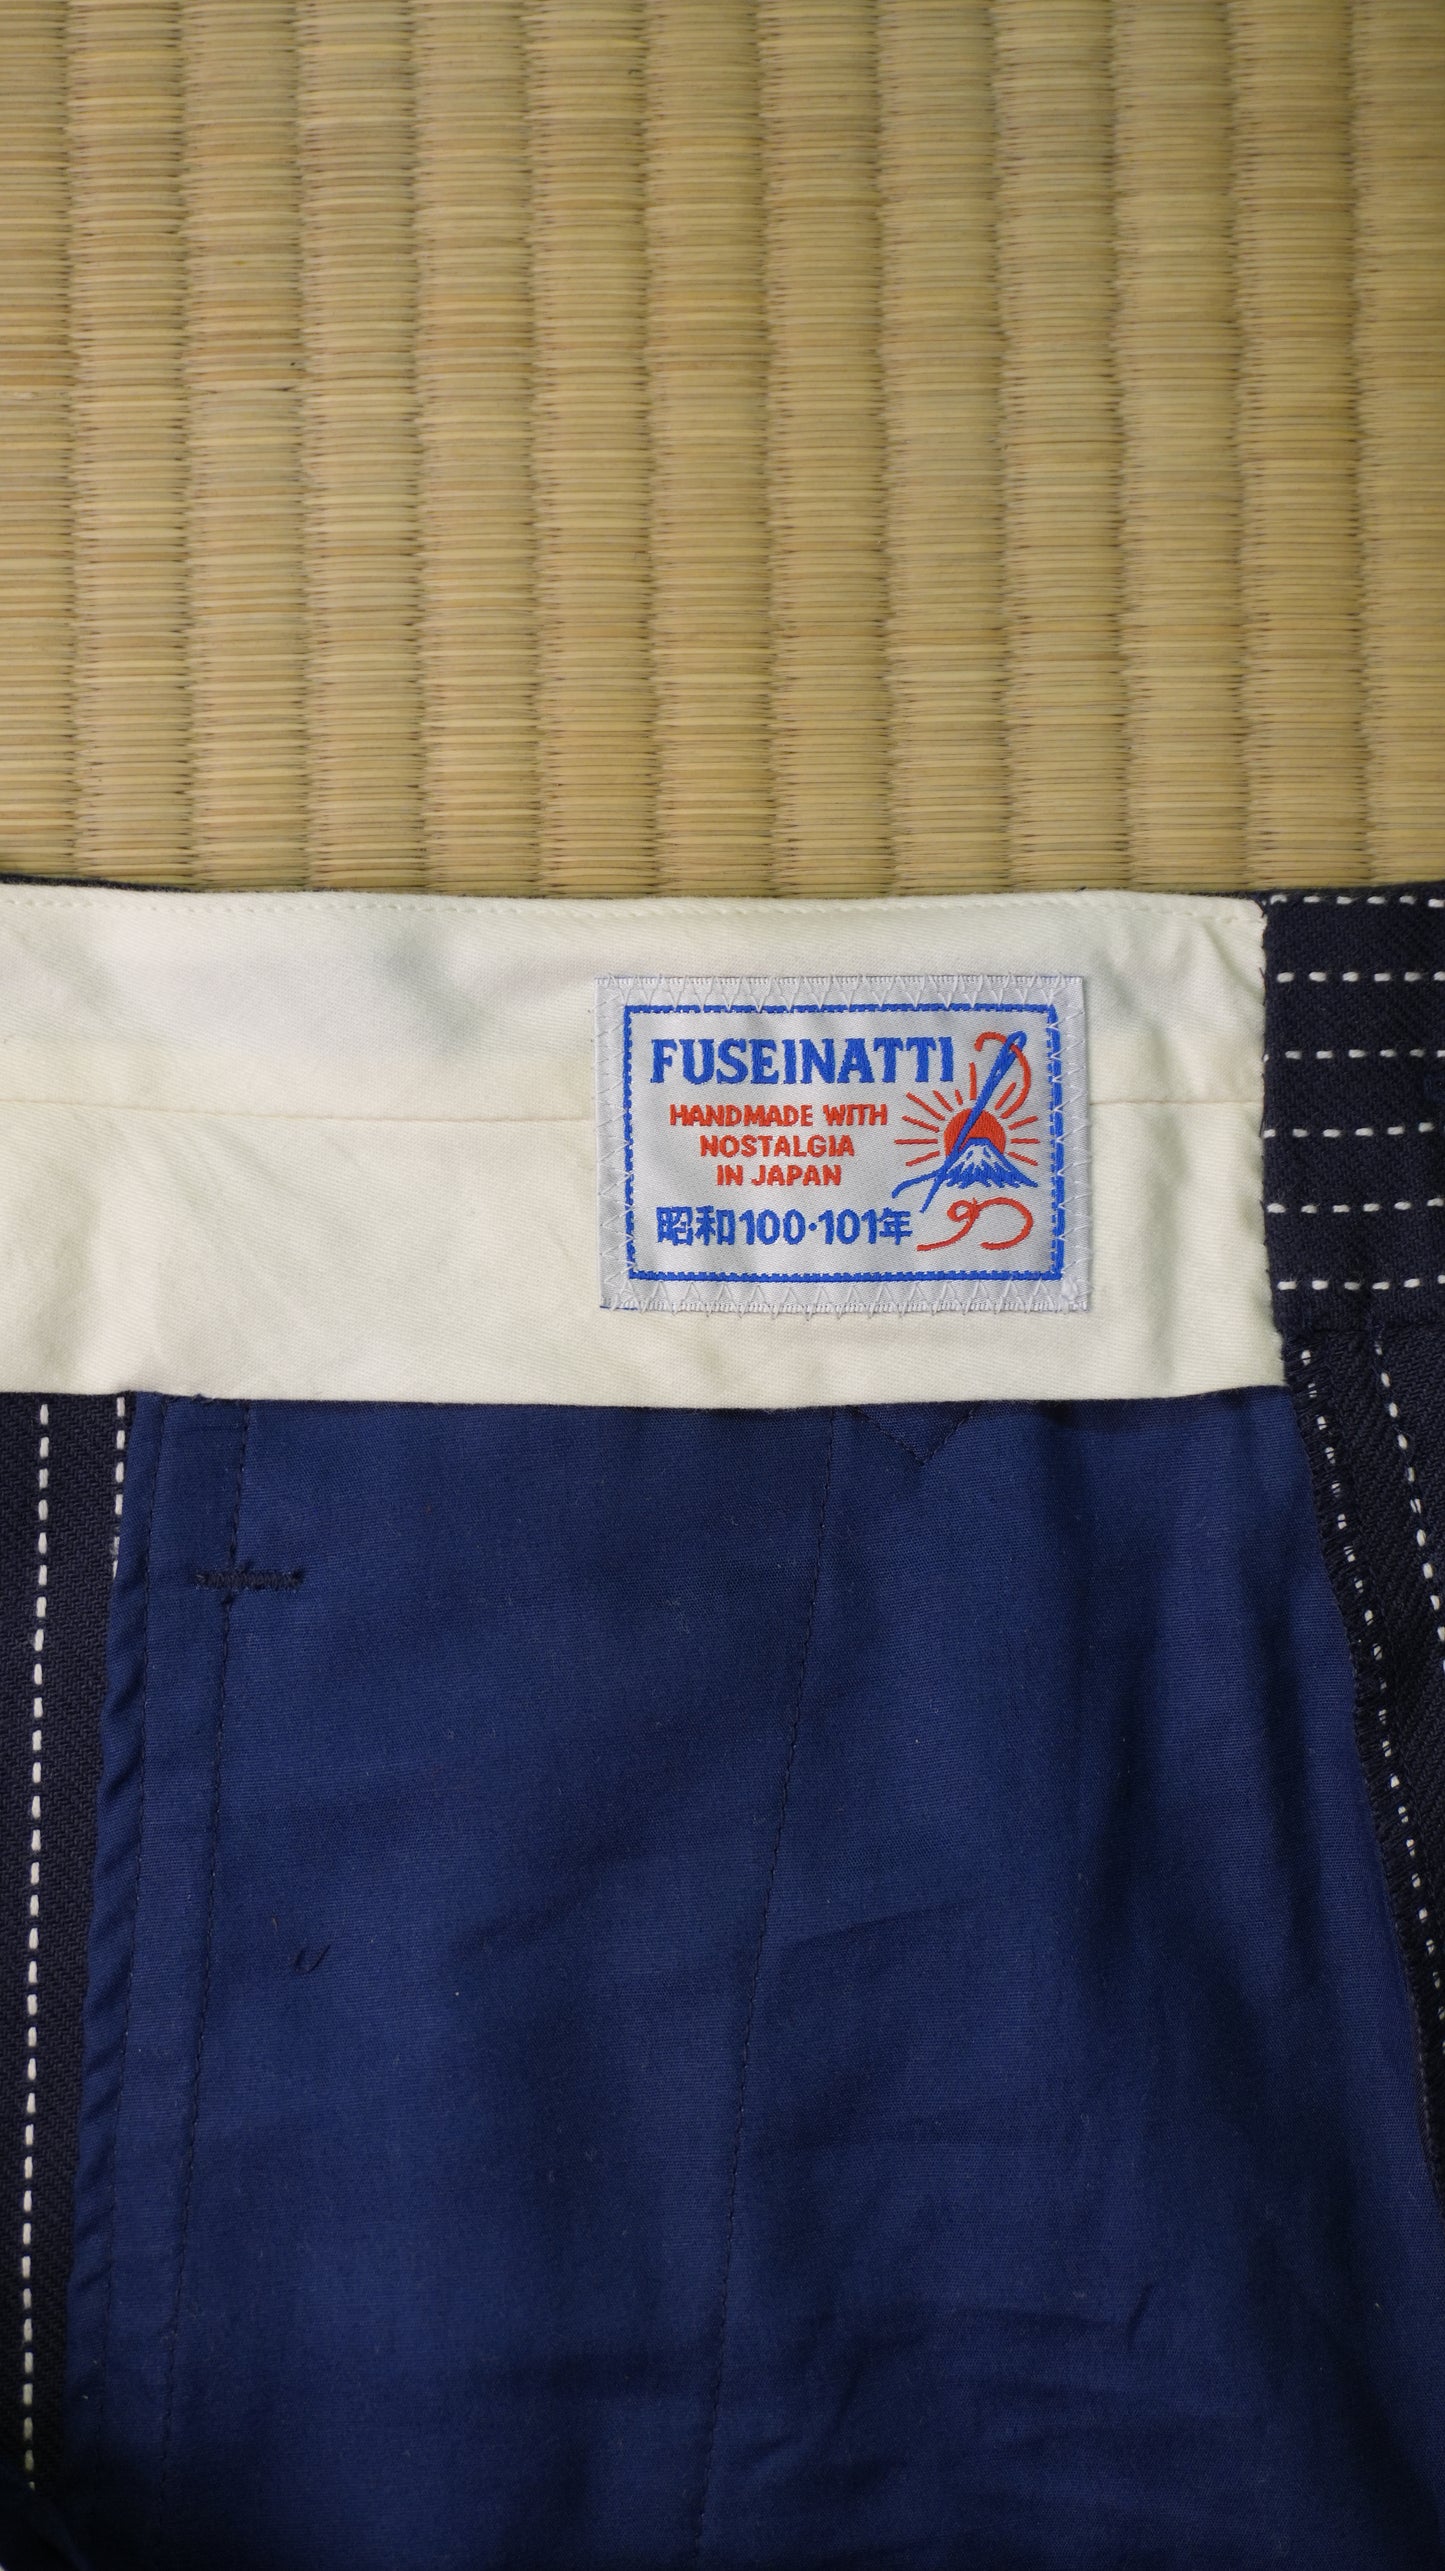 FUSEINATTI
HANDMADE WITH
NOSTALGIA
IN JAPAN
昭和100・101年